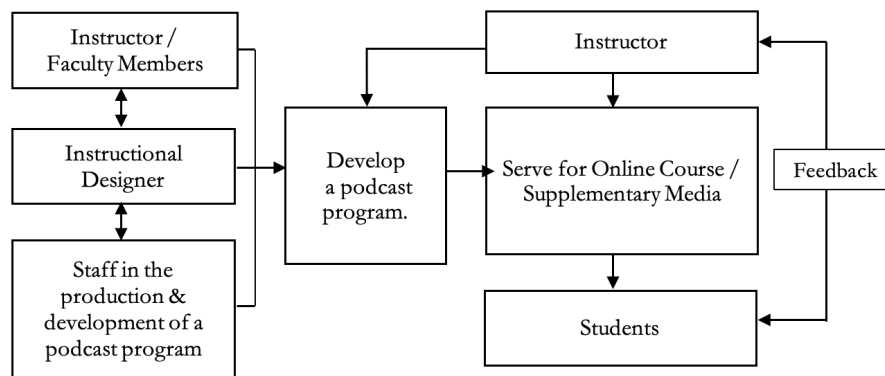 Instructor /
Faculty Members
Instructional
Designer
Staff in the
production &
development of a
podcast program
Develop
a podcast
program.
Instructor
Serve for Online Course /
Supplementary Media
Students
Feedback